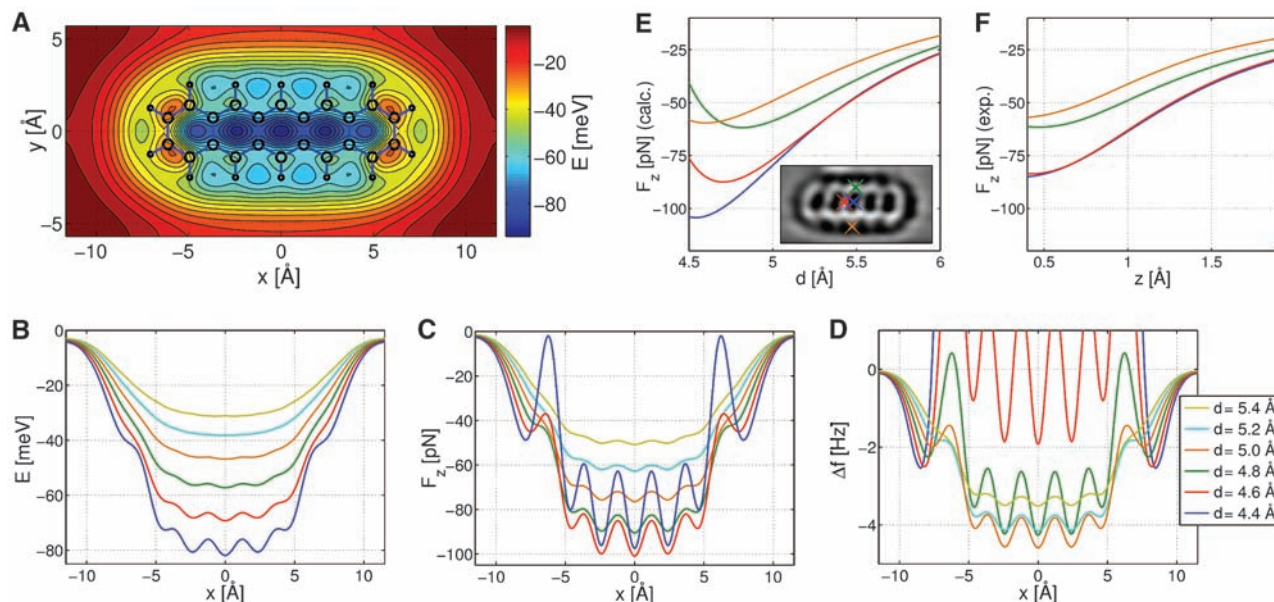 A
y [Å]
5
0
−5
−10
−5
0
5
10
x [Å]
−20
−40
−60
−80
E [meV]
E
F_z [pN] (calc.)
−25
−50
−75
−100
4.5
5
5.5
6
d [Å]
F
F_z [pN] (exp.)
−25
−50
−75
−100
0.5
1
1.5
z [Å]
B
E [meV]
0
−20
−40
−60
−80
−10
−5
0
5
10
x [Å]
C
F_z [pN]
0
−20
−40
−60
−80
−100
−10
−5
0
5
10
x [Å]
D
Δf [Hz]
0
−2
−4
−10
−5
0
5
10
x [Å]
d= 5.4 Å
d= 5.2 Å
d= 5.0 Å
d= 4.8 Å
d= 4.6 Å
d= 4.4 Å